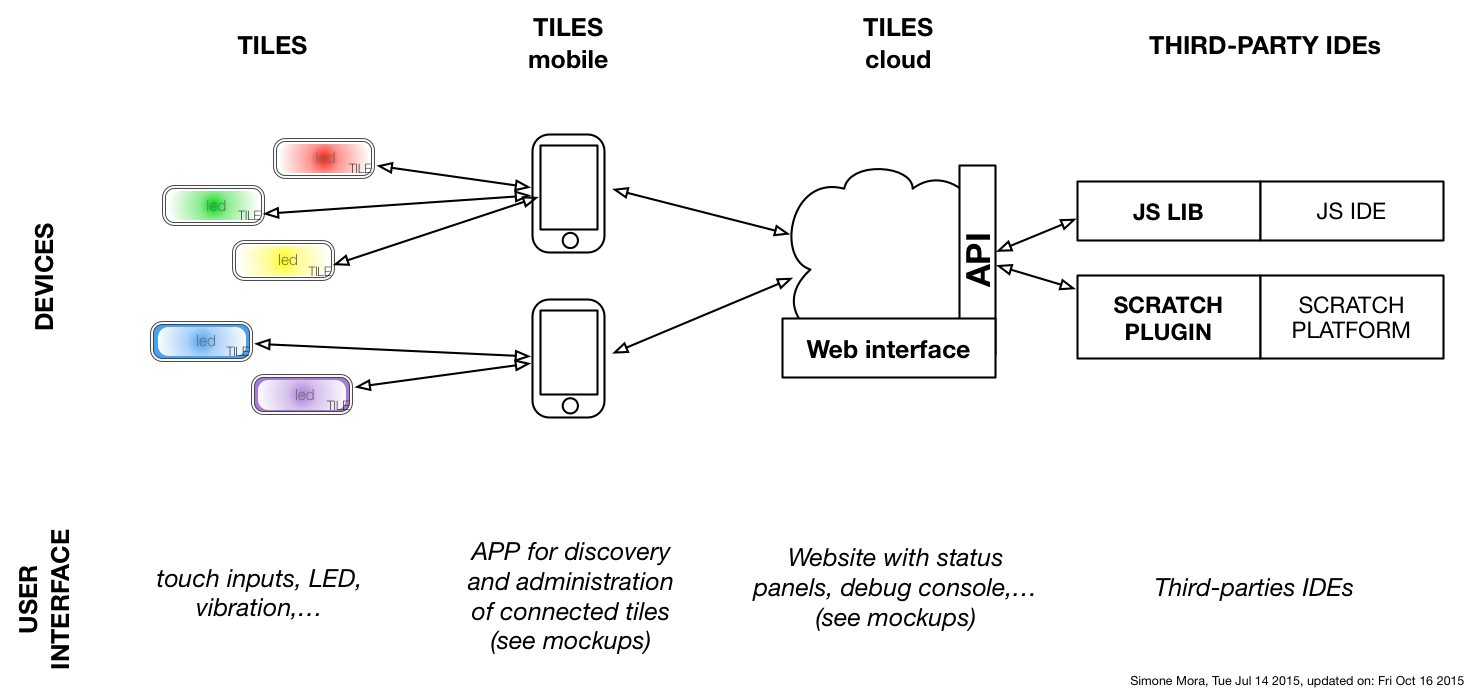 TILES
TILES
mobile
TILES
cloud
THIRD-PARTY IDEs
DEVICES
led
TILE
led
TILE
led
TILE
led
TILE
led
TILE
API
Web interface
JS LIB
JS IDE
SCRATCH
PLUGIN
SCRATCH
PLATFORM
USER
INTERFACE
touch inputs, LED,
vibration,…
APP for discovery
and administration
of connected tiles
(see mockups)
Website with status
panels, debug console,…
(see mockups)
Third-parties IDEs
Simone Mora, Tue Jul 14 2015, updated on: Fri Oct 16 2015